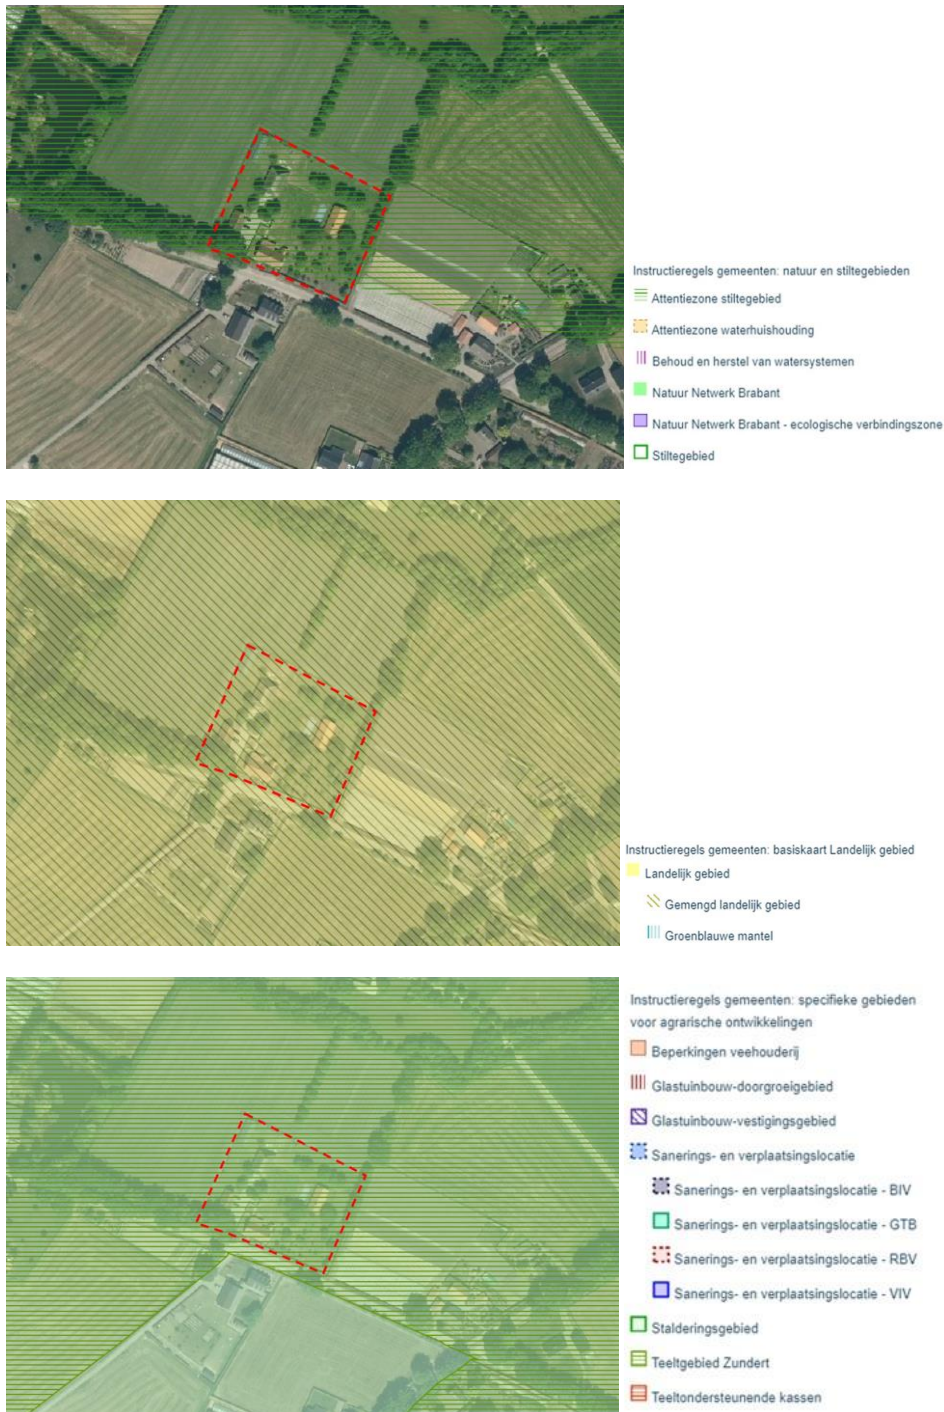 Instructieregels gemeenten: natuur en stiltegebieden
Attentiezone stiltegebied
Attentiezone waterhuishouding
Behoud en herstel van watersystemen
Natuur Netwerk Brabant
Natuur Netwerk Brabant - ecologische verbindingszone
Stiltegebied
Instructieregels gemeenten: basiskaart Landelijk gebied
Landelijk gebied
Gemengd landelijk gebied
Groenblauwe mantel
Instructieregels gemeenten: specifieke gebieden
voor agrarische ontwikkelingen
Beperkingen veehouderij
Glastuinbouw-doorgroeigebied
Glastuinbouw-vestigingsgebied
Sanerings- en verplaatsingslocatie
Sanerings- en verplaatsingslocatie - BIV
Sanerings- en verplaatsingslocatie - GTB
Sanerings- en verplaatsingslocatie - RBV
Sanerings- en verplaatsingslocatie - VIV
Stalderingsgebied
Teeltgebied Zundert
Teeltondersteunende kassen